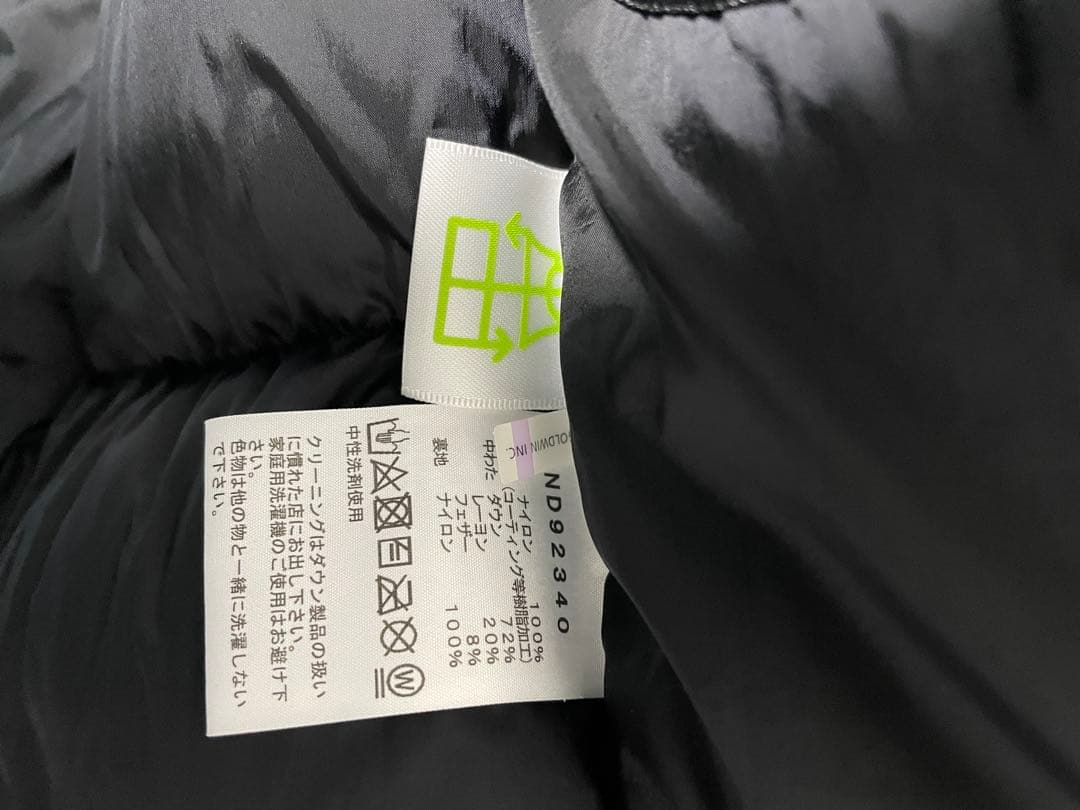 GOLDWIN INC.
ND92340
ナイロン 100%
(コーティング等樹脂加工)
中わた ダウン 72%
レーヨン 20%
フェザー 8%
裏地 ナイロン 100%
W
中性洗剤使用
クリーニングはダウン製品の扱い
に慣れた店にお出し下さい。
家庭用洗濯機のご使用はお避け下
さい。
色物は他の物と一緒に洗濯しない
で下さい。